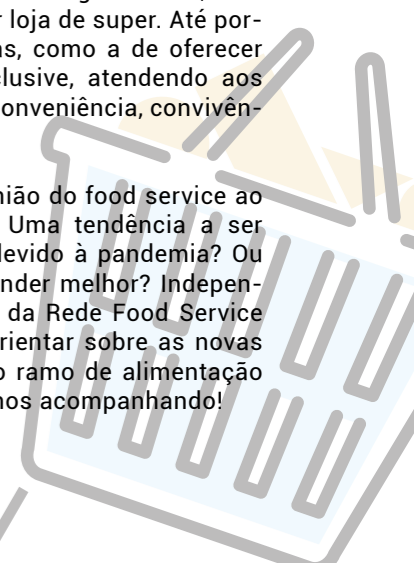 r loja de super. Até por-
as, como a de oferecer
clusive, atendendo aos
conveniência, convivên-
nião do food service ao
Uma tendência a ser
devido à pandemia? Ou
nder melhor? Indepen-
da Rede Food Service
rientar sobre as novas
o ramo de alimentação
nos acompanhando!